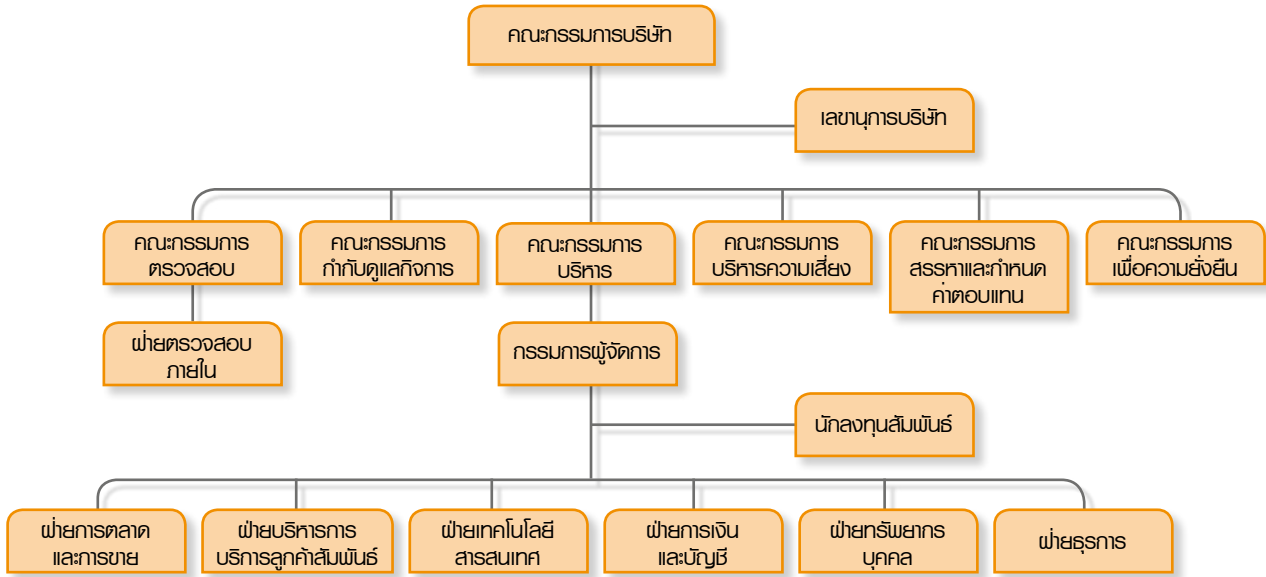 คณะกรรมการบริษัท
เลขานุการบริษัท
คณะกรรมการ
ตรวจสอบ
คณะกรรมการ
กำกับดูแลกิจการ
คณะกรรมการ
บริหาร
คณะกรรมการ
บริหารความเสี่ยง
คณะกรรมการ
สรรหาและกำหนด
ค่าตอบแทน
คณะกรรมการ
เพื่อความยั่งยืน
ฝ่ายตรวจสอบ
ภายใน
กรรมการผู้จัดการ
นักลงทุนสัมพันธ์
ฝ่ายการตลาด
และการขาย
ฝ่ายบริหารการ
บริการลูกค้าสัมพันธ์
ฝ่ายเทคโนโลยี
สารสนเทศ
ฝ่ายการเงิน
และบัญชี
ฝ่ายทรัพยากร
บุคคล
ฝ่ายธุรการ